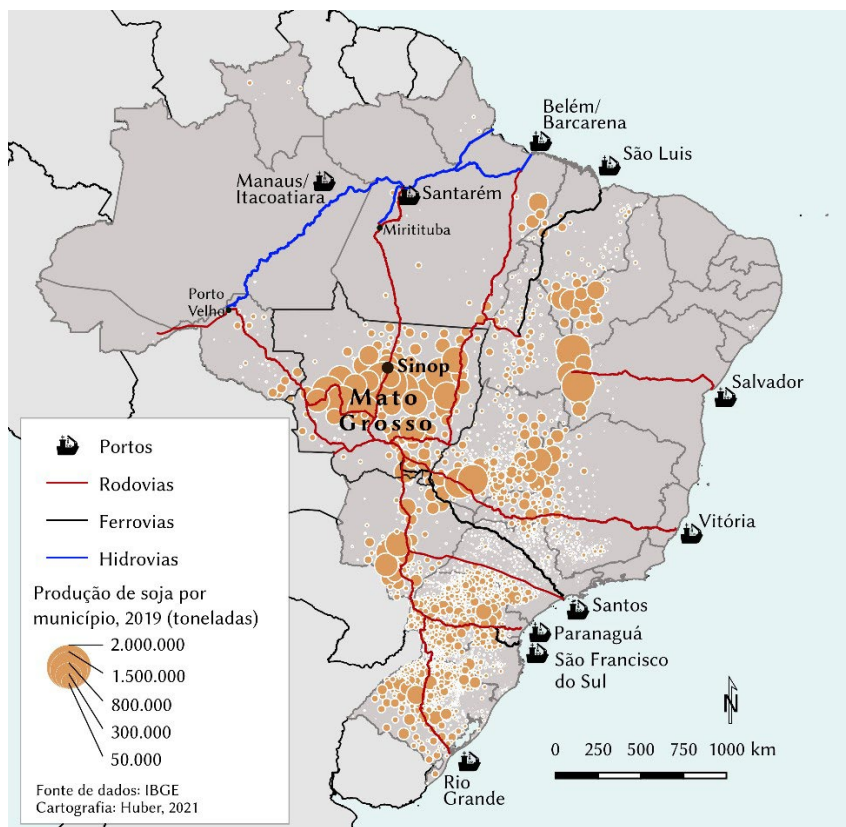 Belém/
Barcarena
São Luis
Manaus/
Itacoatiara
Santarém
Miritituba
Porto
Velho
Sinop
Mato
Grosso
Salvador
Vitória
Santos
Paranaguá
São Francisco
do Sul
Rio
Grande
Portos
Rodovias
Ferrovias
Hidrovias
Produção de soja por
município, 2019 (toneladas)
2.000.000
1.500.000
800.000
300.000
50.000
Fonte de dados: IBGE
Cartografia: Huber, 2021
N
0 250 500 750 1000 km